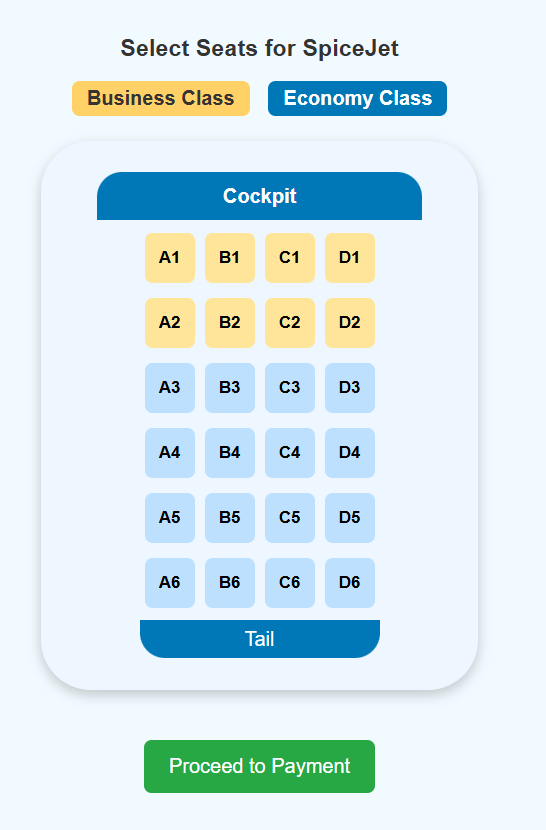 Select Seats for SpiceJet
Business Class Economy Class
Cockpit
A1 B1 C1 D1
A2 B2 C2 D2
A3 B3 C3 D3
A4 B4 C4 D4
A5 B5 C5 D5
A6 B6 C6 D6
Tail
Proceed to Payment